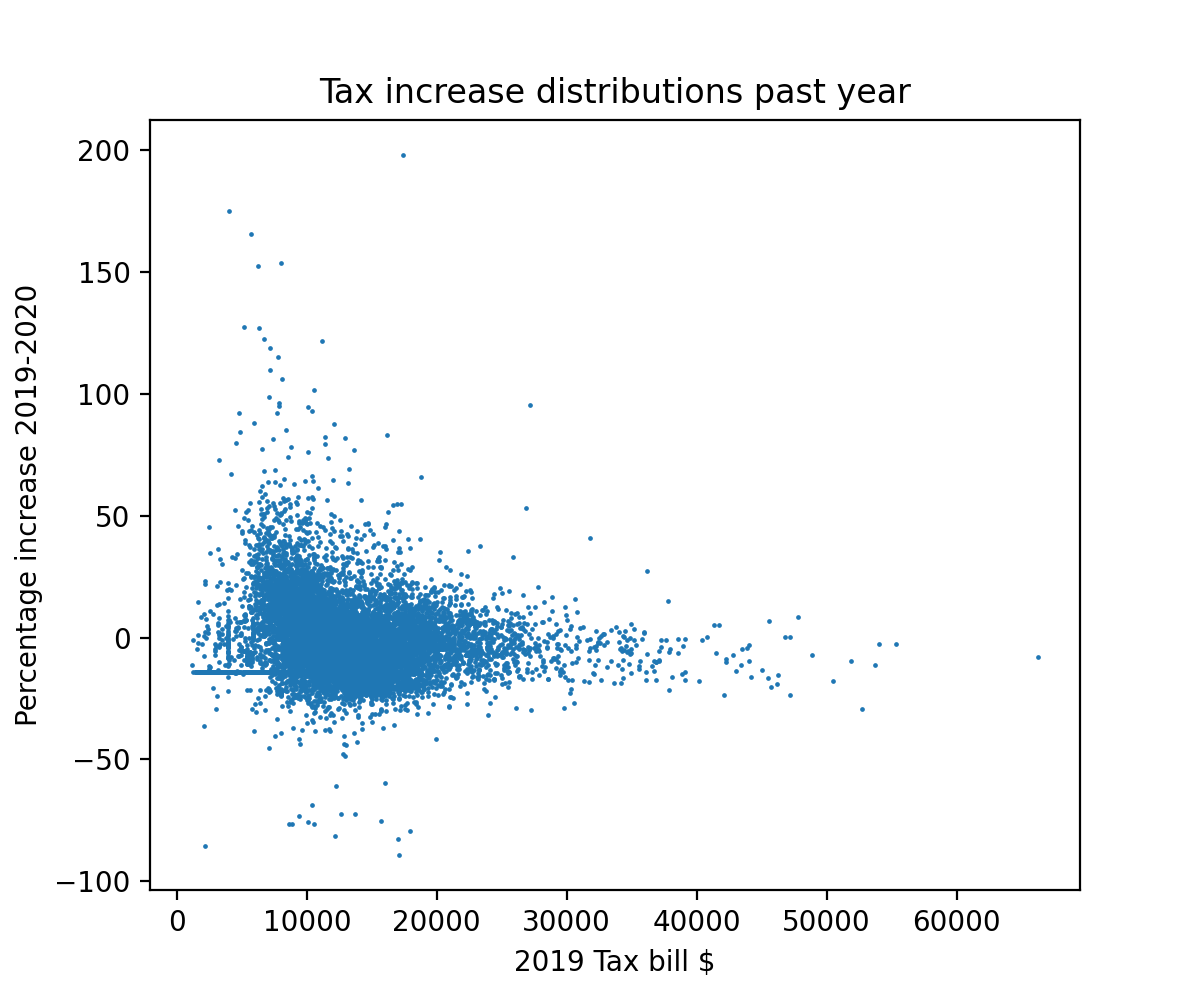 Tax increase distributions past year
200
150
100
50
0
−50
−100
Percentage increase 2019-2020
0 10000 20000 30000 40000 50000 60000
2019 Tax bill $